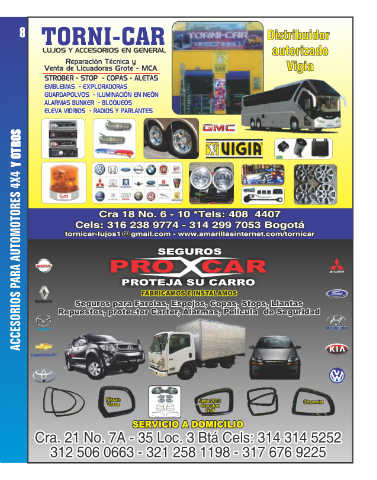 8
ACCESORIOS PARA AUTOMOTORES 4X4 Y OTROS
TORNI-CAR
LUJOS Y ACCESORIOS EN GENERAL
Reparación Técnica y
Venta de Licuadoras Grote - MCA
STROBER - STOP - COPAS - ALETAS
EMBLEMAS - EXPLORADORAS
GUARDAPOLVOS - ILUMINACIÓN EN NEÓN
ALARMAS BUNKER - BLOQUEOS
ELEVA VIDRIOS - RADIOS Y PARLANTES
TORNI-CAR
Distribuidor
autorizado
Vigia
GMC
VIGIA
Cra 18 No. 6 - 10 *Tels: 408 4407
Cels: 316 238 9774 - 314 299 7053 Bogotá
tornicar-lujos1@gmail.com - www.amarillasinternet.com/tornicar
SEGUROS
PROXCAR
PROTEJA SU CARRO
FABRICAMOS E INSTALAMOS
Seguros para Farolas, Espejos, Copas, Stops, Llantas
Repuestos, protector Carter, Alarmas, Película de Seguridad
KIA
SERVICIO A DOMICILIO
Cra. 21 No. 7A - 35 Loc. 3 Btá Cels: 314 314 5252
312 506 0663 - 321 258 1198 - 317 676 9225